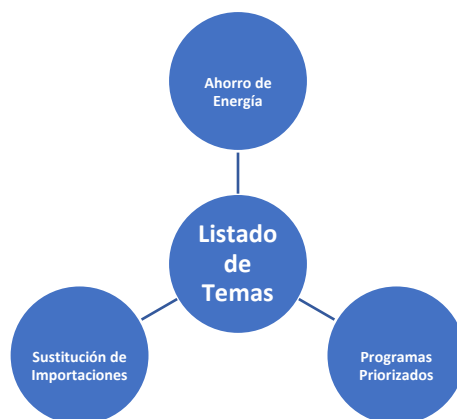 Ahorro de
Energía
Listado
de
Temas
Sustitución de
Importaciones
Programas
Priorizados